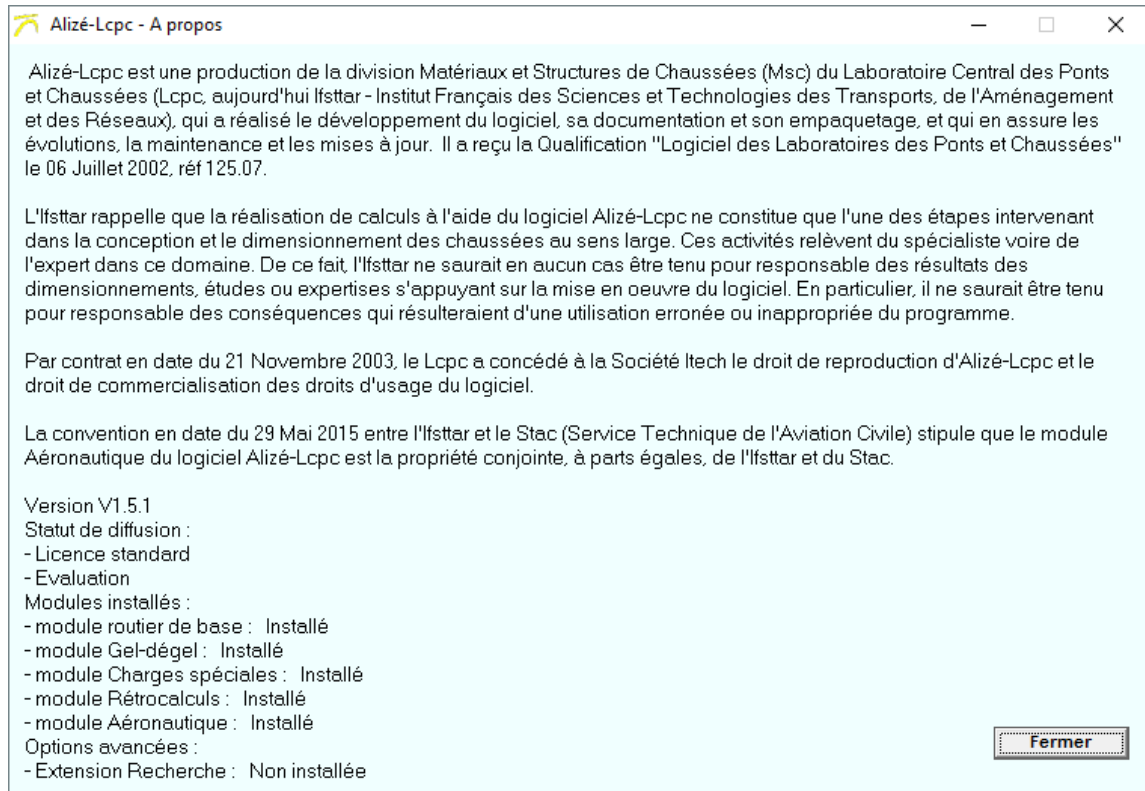 Alizé-Lcpc - A propos
Alizé-Lcpc est une production de la division Matériaux et Structures de Chaussées (Msc) du Laboratoire Central des Ponts
et Chaussées (Lcpc, aujourd'hui Ifsttar - Institut Français des Sciences et Technologies des Transports, de l'Aménagement
et des Réseaux), qui a réalisé le développement du logiciel, sa documentation et son empaquetage, et qui en assure les
évolutions, la maintenance et les mises à jour. Il a reçu la Qualification "Logiciel des Laboratoires des Ponts et Chaussées"
le 06 Juillet 2002, réf 125.07.
L'Ifsttar rappelle que la réalisation de calculs à l'aide du logiciel Alizé-Lcpc ne constitue que l'une des étapes intervenant
dans la conception et le dimensionnement des chaussées au sens large. Ces activités relèvent du spécialiste voire de
l'expert dans ce domaine. De ce fait, l'Ifsttar ne saurait en aucun cas être tenu pour responsable des résultats des
dimensionnements, études ou expertises s'appuyant sur la mise en oeuvre du logiciel. En particulier, il ne saurait être tenu
pour responsable des conséquences qui résulteraient d'une utilisation erronée ou inappropriée du programme.
Par contrat en date du 21 Novembre 2003, le Lcpc a concédé à la Société Itech le droit de reproduction d'Alizé-Lcpc et le
droit de commercialisation des droits d'usage du logiciel.
La convention en date du 29 Mai 2015 entre l'Ifsttar et le Stac (Service Technique de l'Aviation Civile) stipule que le module
Aéronautique du logiciel Alizé-Lcpc est la propriété conjointe, à parts égales, de l'Ifsttar et du Stac.
Version V1.5.1
Statut de diffusion :
- Licence standard
- Evaluation
Modules installés :
- module routier de base : Installé
- module Gel-dégel : Installé
- module Charges spéciales : Installé
- module Rétrocalculs : Installé
- module Aéronautique : Installé
Options avancées :
- Extension Recherche : Non installée
Fermer